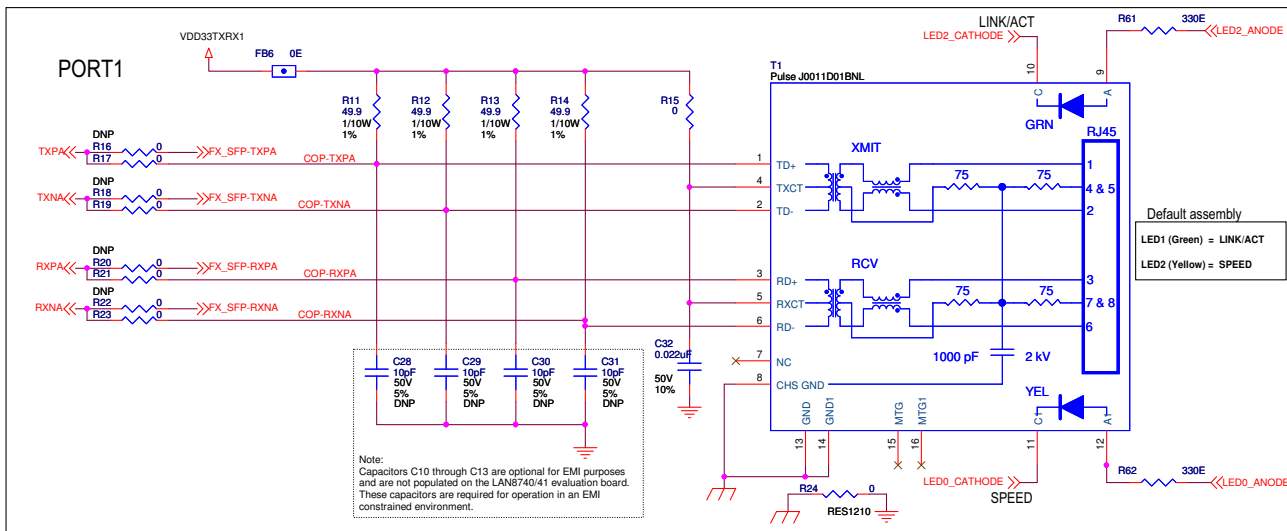 PORT1
VDD33TXRX1
FB6 0E
R11
49.9
1/10W
1%
R12
49.9
1/10W
1%
R13
49.9
1/10W
1%
R14
49.9
1/10W
1%
R15
0
DNP
TXPA R16 0 FX_SFP-TXPA
R17 0 COP-TXPA
DNP
TXNA R18 0 FX_SFP-TXNA
R19 0 COP-TXNA
DNP
RXPA R20 0 FX_SFP-RXPA
R21 0 COP-RXPA
DNP
RXNA R22 0 FX_SFP-RXNA
R23 0 COP-RXNA
C28
10pF
50V
5%
DNP
C29
10pF
50V
5%
DNP
C30
10pF
50V
5%
DNP
C31
10pF
50V
5%
DNP
C32
0.022uF
50V
10%
Note:
Capacitors C10 through C13 are optional for EMI purposes
and are not populated on the LAN8740/41 evaluation board.
These capacitors are required for operation in an EMI
constrained environment.
T1
Pulse J0011D01BNL
LINK/ACT
LED2_CATHODE
R61 330E
LED2_ANODE
10 9
C A
GRN
RJ45
XMIT
1 TD+
4 TXCT
2 TD-
75 75
1
4 & 5
2
RCV
3 RD+
5 RXCT
6 RD-
75 75
3
7 & 8
6
7 NC
8 CHS GND
1000 pF 2 kV
YEL
GND GND1 MTG MTG1 C1 A1
13 14 15 16 11 12
R24 0
RES1210
LED0_CATHODE
SPEED
R62 330E
LED0_ANODE
Default assembly
LED1 (Green) = LINK/ACT
LED2 (Yellow) = SPEED